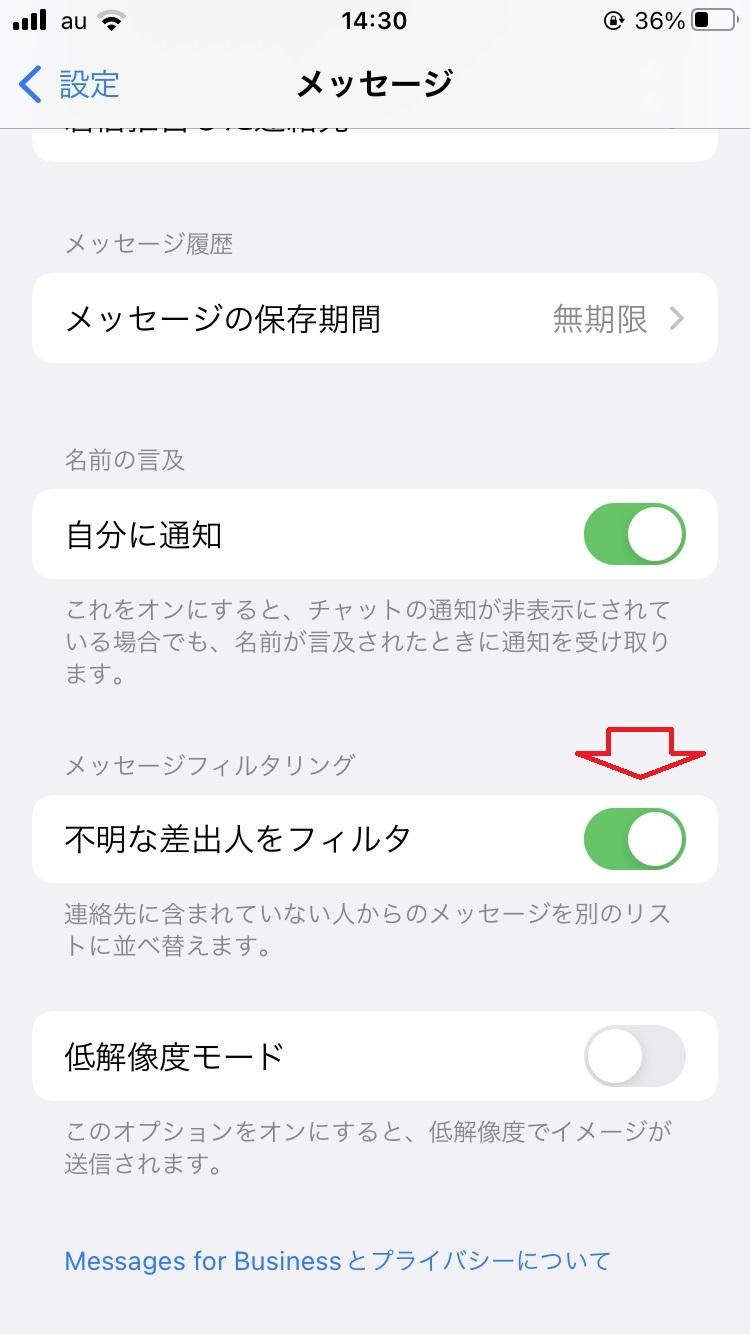 au 14:30 36%
設定 メッセージ
メッセージ履歴
メッセージの保存期間 無期限
名前の言及
自分に通知
これをオンにすると、チャットの通知が非表示にされて
いる場合でも、名前が言及されたときに通知を受け取り
ます。
メッセージフィルタリング
不明な差出人をフィルタ
連絡先に含まれていない人からのメッセージを別のリス
トに並べ替えます。
低解像度モード
このオプションをオンにすると、低解像度でイメージが
送信されます。
Messages for Businessとプライバシーについて